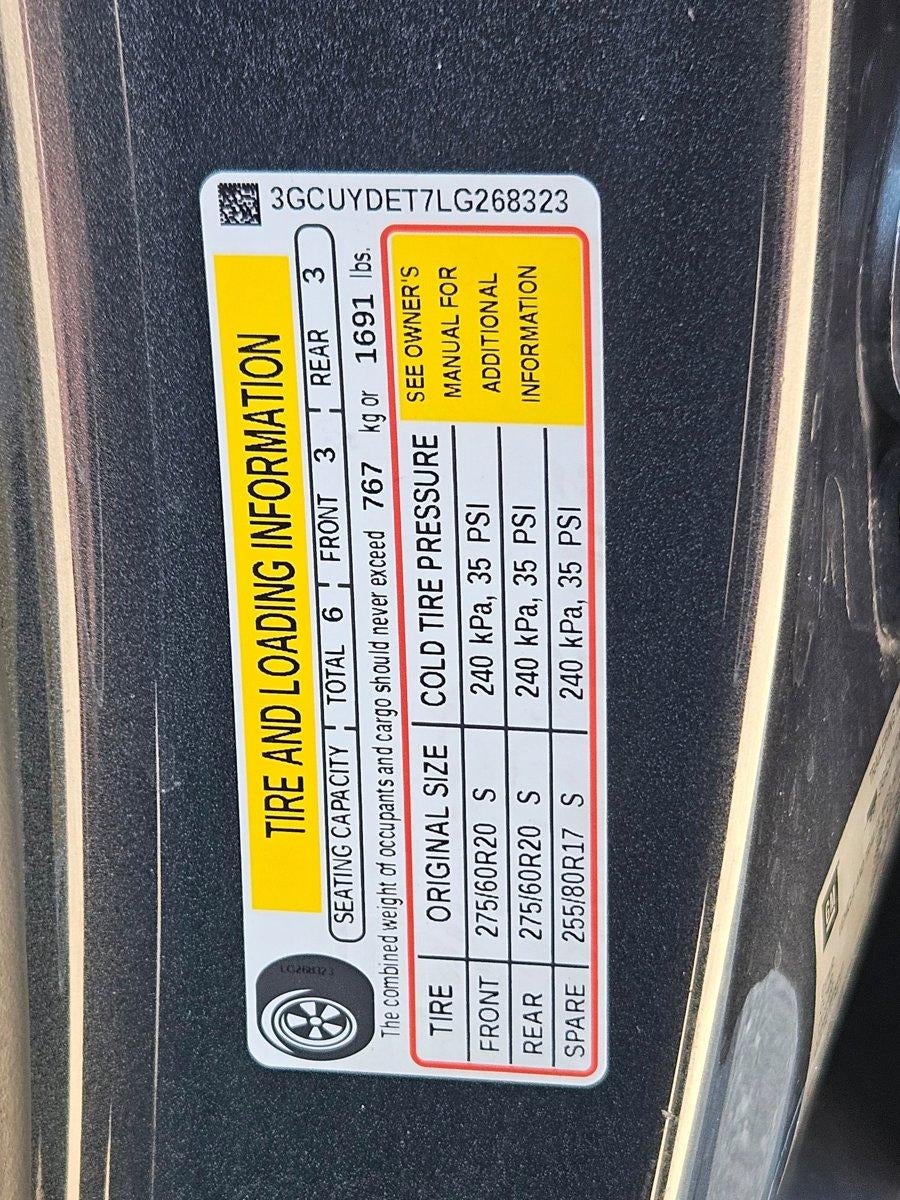 3GCUYDET7LG268323
TIRE AND LOADING INFORMATION
SEATING CAPACITY TOTAL 6 FRONT 3 REAR 3
The combined weight of occupants and cargo should never exceed 767 kg or 1691 lbs.
TIRE ORIGINAL SIZE COLD TIRE PRESSURE
FRONT 275/60R20 S 240 kPa, 35 PSI
REAR 275/60R20 S 240 kPa, 35 PSI
SPARE 255/80R17 S 240 kPa, 35 PSI
SEE OWNER'S
MANUAL FOR
ADDITIONAL
INFORMATION
LG268323